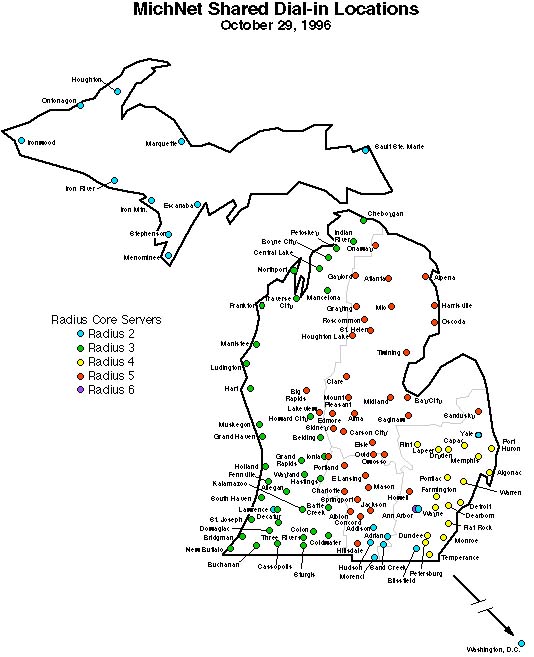 MichNet Shared Dial-in Locations
October 29, 1996
Houghton
Ontonagon
Ironwood
Marquette
Sault Ste. Marie
Iron River
Iron Mtn.
Escanaba
Stephenson
Menominee
Cheboygan
Petoskey
Indian
River
Boyne City
Onaway
Central Lake
Northport
Gaylord
Atlanta
Alpena
Traverse
City
Mancelona
Frankfort
Grayling
Mio
Harrisville
Roscommon
Oscoda
St. Helen
Houghton Lake
Manistee
Twining
Ludington
Clare
Hart
Big
Rapids
Mount
Pleasant
Midland
Bay City
Lakeview
Howard City
Edmore
Alma
Saginaw
Sandusky
Muskegon
Sidney
Carson City
Yale
Grand Haven
Belding
Elsie
Flint
Capac
Port
Huron
Lapeer
Dryden
Grand
Rapids
Ionia
Ovid
Owosso
Memphis
Holland
Portland
Algonac
Fennville
Wayland
Hastings
E Lansing
Pontiac
Warren
Kalamazoo
Allegan
Charlotte
Mason
Howell
Farmington
South Haven
Springport
Lawrence
Battle
Creek
Jackson
Ann Arbor
Wayne
Detroit
St. Joseph
Decatur
Albion
Concord
Dearborn
Dowagiac
Colon
Addison
Flat Rock
Bridgman
Three Rivers
Coldwater
Adrian
Dundee
Monroe
New Buffalo
Hillsdale
Temperance
Buchanan
Cassopolis
Sturgis
Hudson
Morenci
Sand Creek
Blissfield
Petersburg
Radius Core Servers
Radius 2
Radius 3
Radius 4
Radius 5
Radius 6
Washington, D.C.